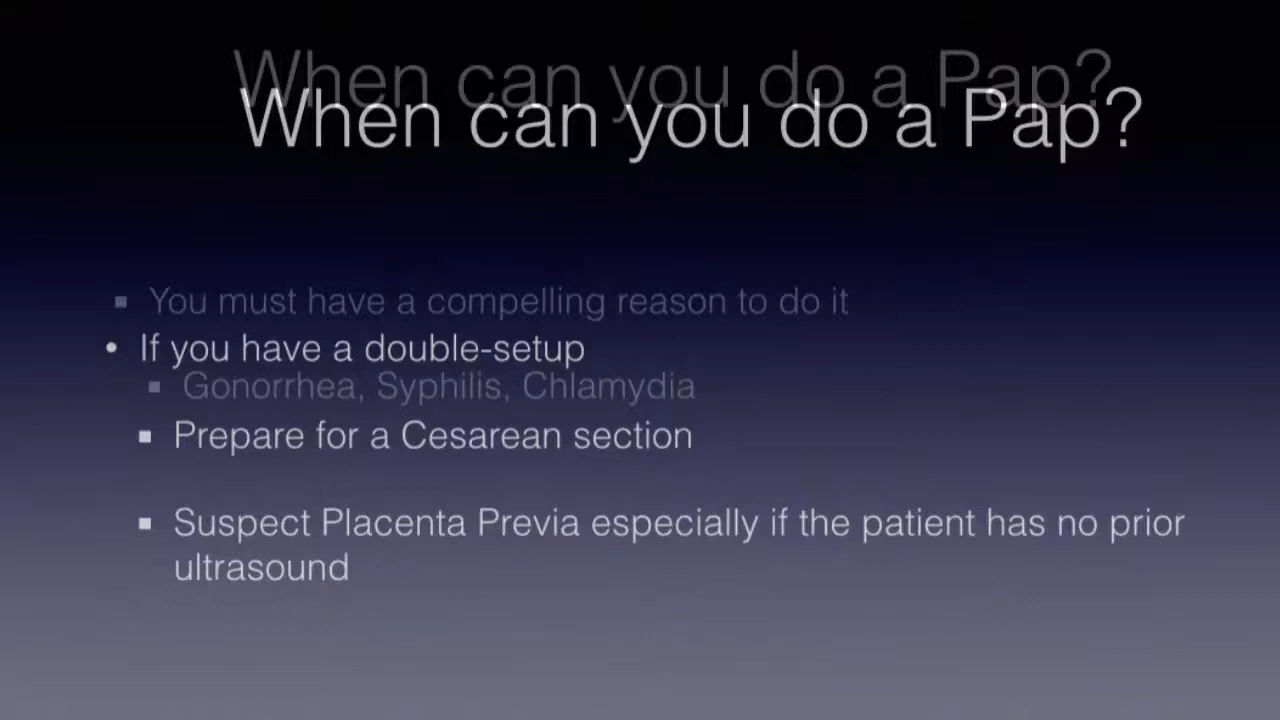 When can you do a Pap?
When can you do a Pap?
▪ You must have a compelling reason to do it
• If you have a double-setup
▪ Gonorrhea, Syphilis, Chlamydia
▪ Prepare for a Cesarean section
▪ Suspect Placenta Previa especially if the patient has no prior
ultrasound